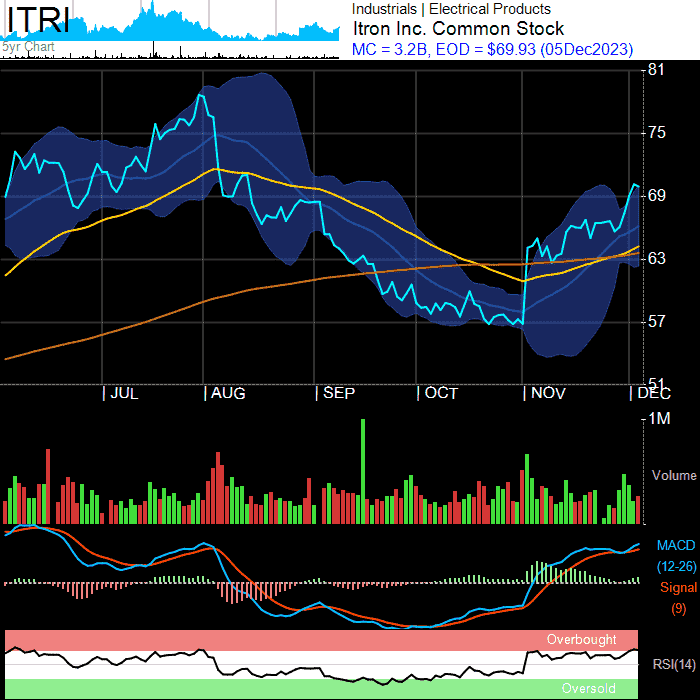 ITRI
5yr Chart
Industrials | Electrical Products
Itron Inc. Common Stock
MC = 3.2B, EOD = $69.93 (05Dec2023)
81
75
69
63
57
51
| JUL | AUG | SEP | OCT | NOV | DEC
1M
Volume
MACD
(12-26)
Signal
(9)
Overbought
RSI(14)
Oversold